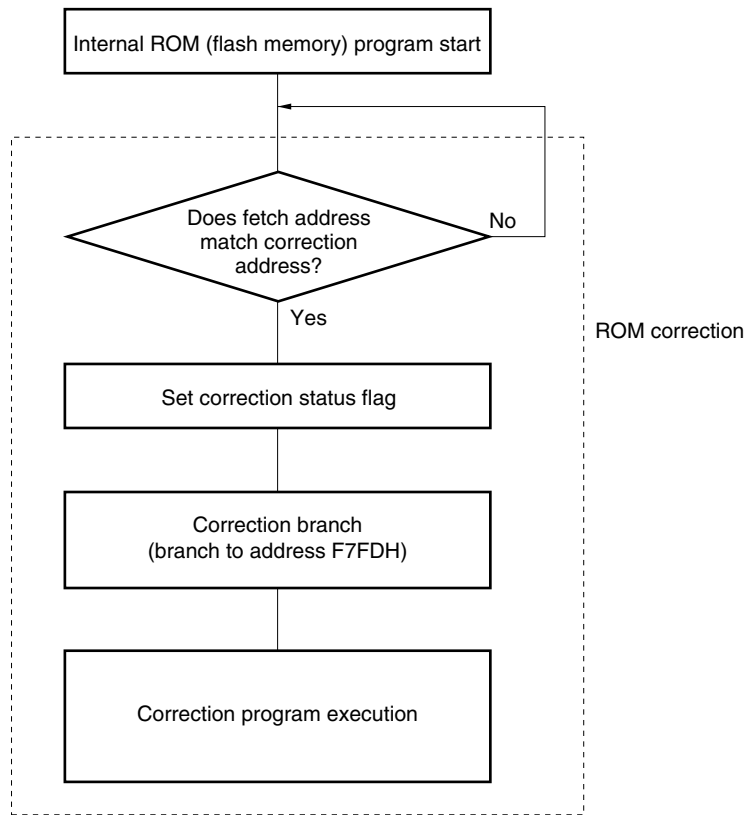 Internal ROM (flash memory) program start
Does fetch address
match correction
address?
No
Yes
ROM correction
Set correction status flag
Correction branch
(branch to address F7FDH)
Correction program execution